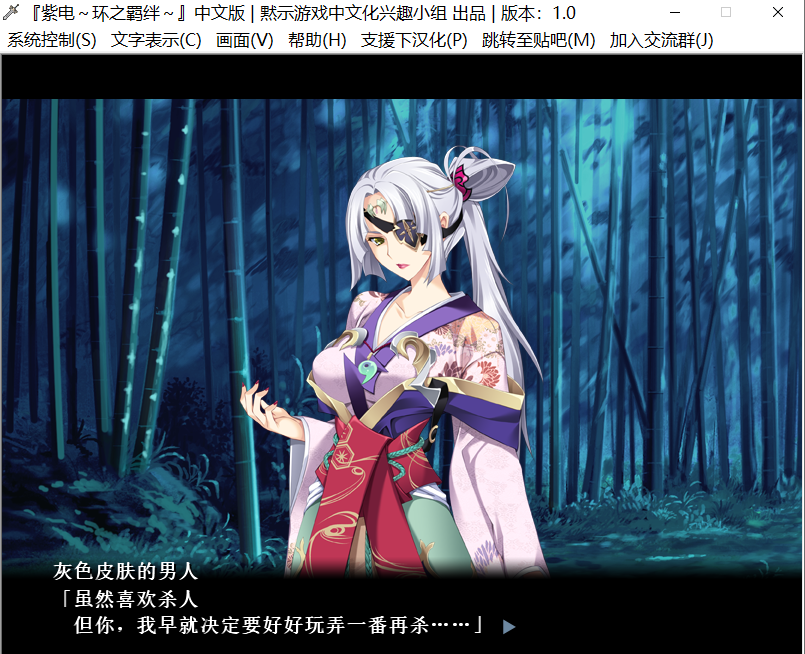 『紫电～环之羁绊～』中文版 | 黙示游戏中文化兴趣小组 出品 | 版本：1.0
系统控制(S) 文字表示(C) 画面(V) 帮助(H) 支援下汉化(P) 跳转至贴吧(M) 加入交流群(J)
灰色皮肤的男人
「虽然喜欢杀人
但你，我早就决定要好好玩弄一番再杀……」